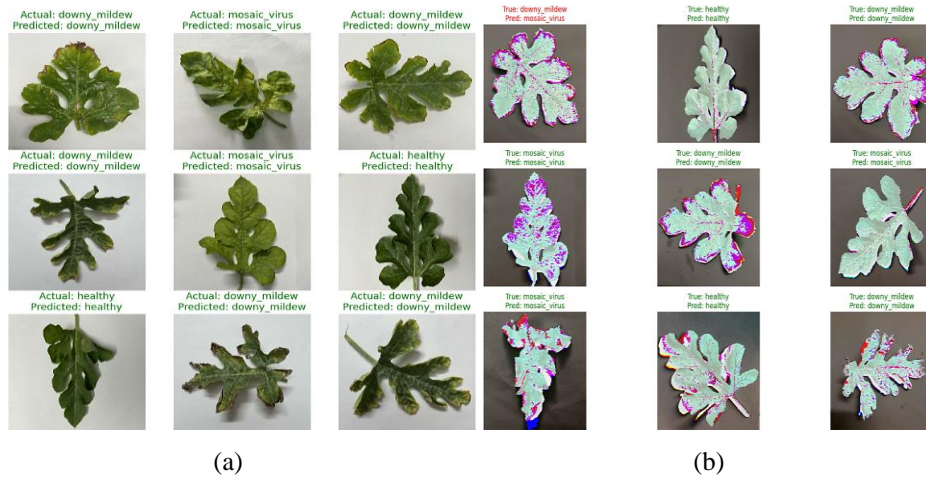 Actual: downy_mildew
Predicted: downy_mildew
Actual: mosaic_virus
Predicted: mosaic_virus
Actual: downy_mildew
Predicted: downy_mildew
True: downy_mildew
Pred: mosaic_virus
True: healthy
Pred: healthy
True: downy_mildew
Pred: downy_mildew
Actual: downy_mildew
Predicted: downy_mildew
Actual: mosaic_virus
Predicted: mosaic_virus
Actual: healthy
Predicted: healthy
True: mosaic_virus
Pred: mosaic_virus
True: downy_mildew
Pred: downy_mildew
True: mosaic_virus
Pred: mosaic_virus
Actual: healthy
Predicted: healthy
Actual: downy_mildew
Predicted: downy_mildew
Actual: downy_mildew
Predicted: downy_mildew
True: mosaic_virus
Pred: mosaic_virus
True: healthy
Pred: healthy
True: downy_mildew
Pred: downy_mildew
(a)
(b)